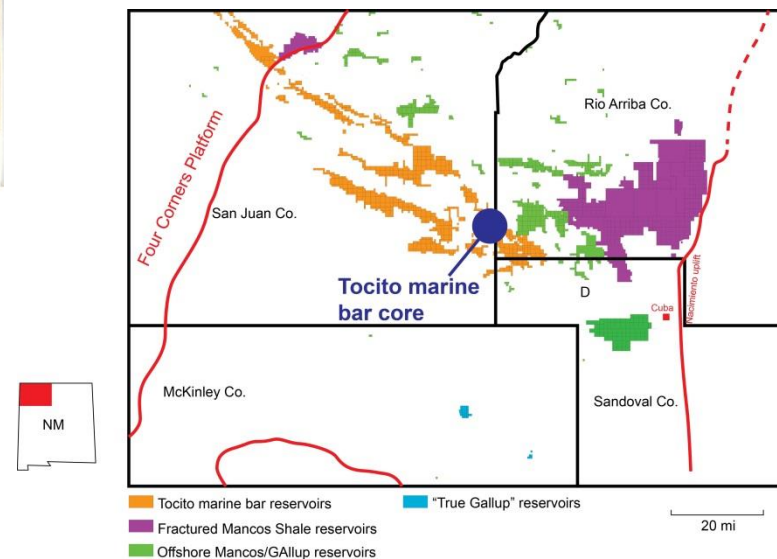 Rio Arriba Co.
Four Corners Platform
San Juan Co.
Tocito marine
bar core
D
Cuba
Nacimiento uplift
McKinley Co.
Sandoval Co.
NM
Tocito marine bar reservoirs
"True Gallup" reservoirs
Fractured Mancos Shale reservoirs
Offshore Mancos/GAllup reservoirs
20 mi